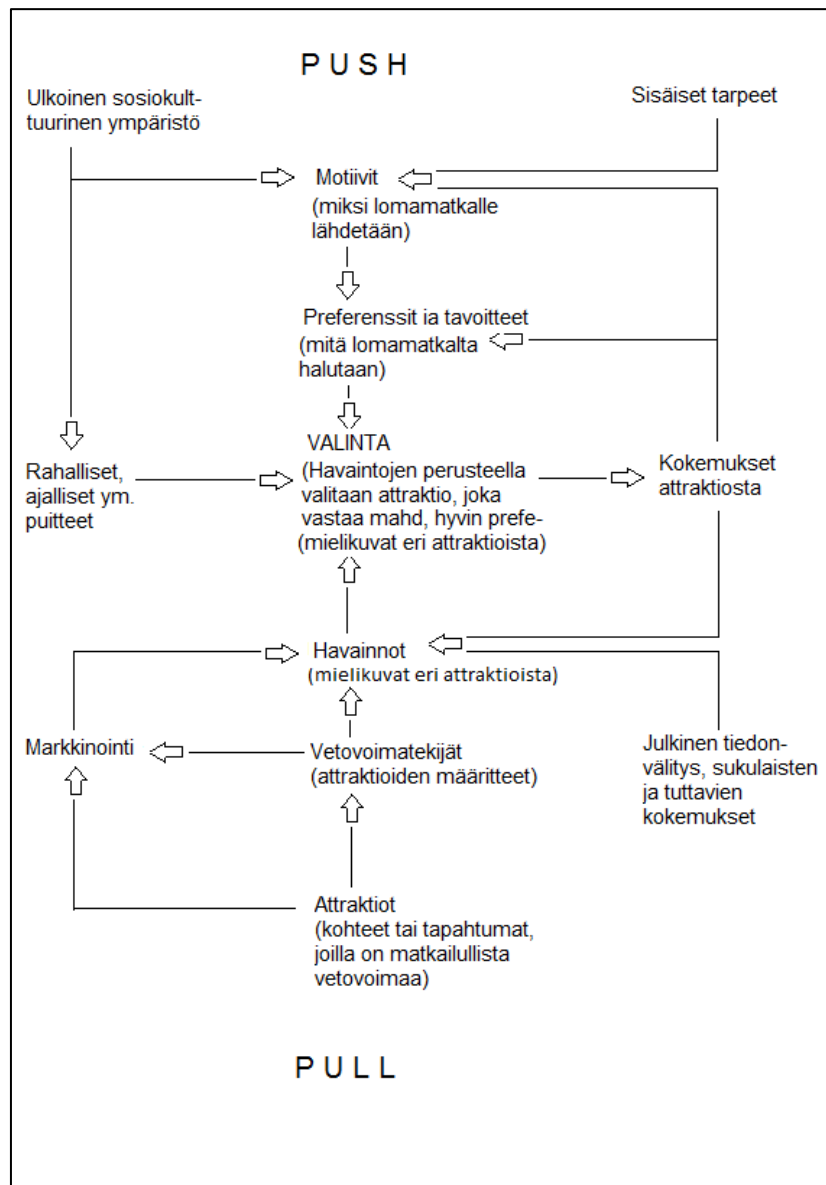 PUSH
Ulkoinen sosiokult-
tuurinen ympäristö
Sisäiset tarpeet
Motiivit
(miksi lomamatkalle
lähdetään)
Preferenssit ia tavoitteet
(mitä lomamatkalta
halutaan)
VALINTA
(Havaintojen perusteella
valitaan attraktio, joka
vastaa mahd, hyvin prefe-
(mielikuvat eri attraktioista)
Rahalliset,
ajalliset ym.
puitteet
Kokemukset
attraktiosta
Havainnot
(mielikuvat eri attraktioista)
Markkinointi
Vetovoimatekijät
(attraktioiden määritteet)
Julkinen tiedon-
välitys, sukulaisten
ja tuttavien
kokemukset
Attraktiot
(kohteet tai tapahtumat,
joilla on matkailullista
vetovoimaa)
PULL